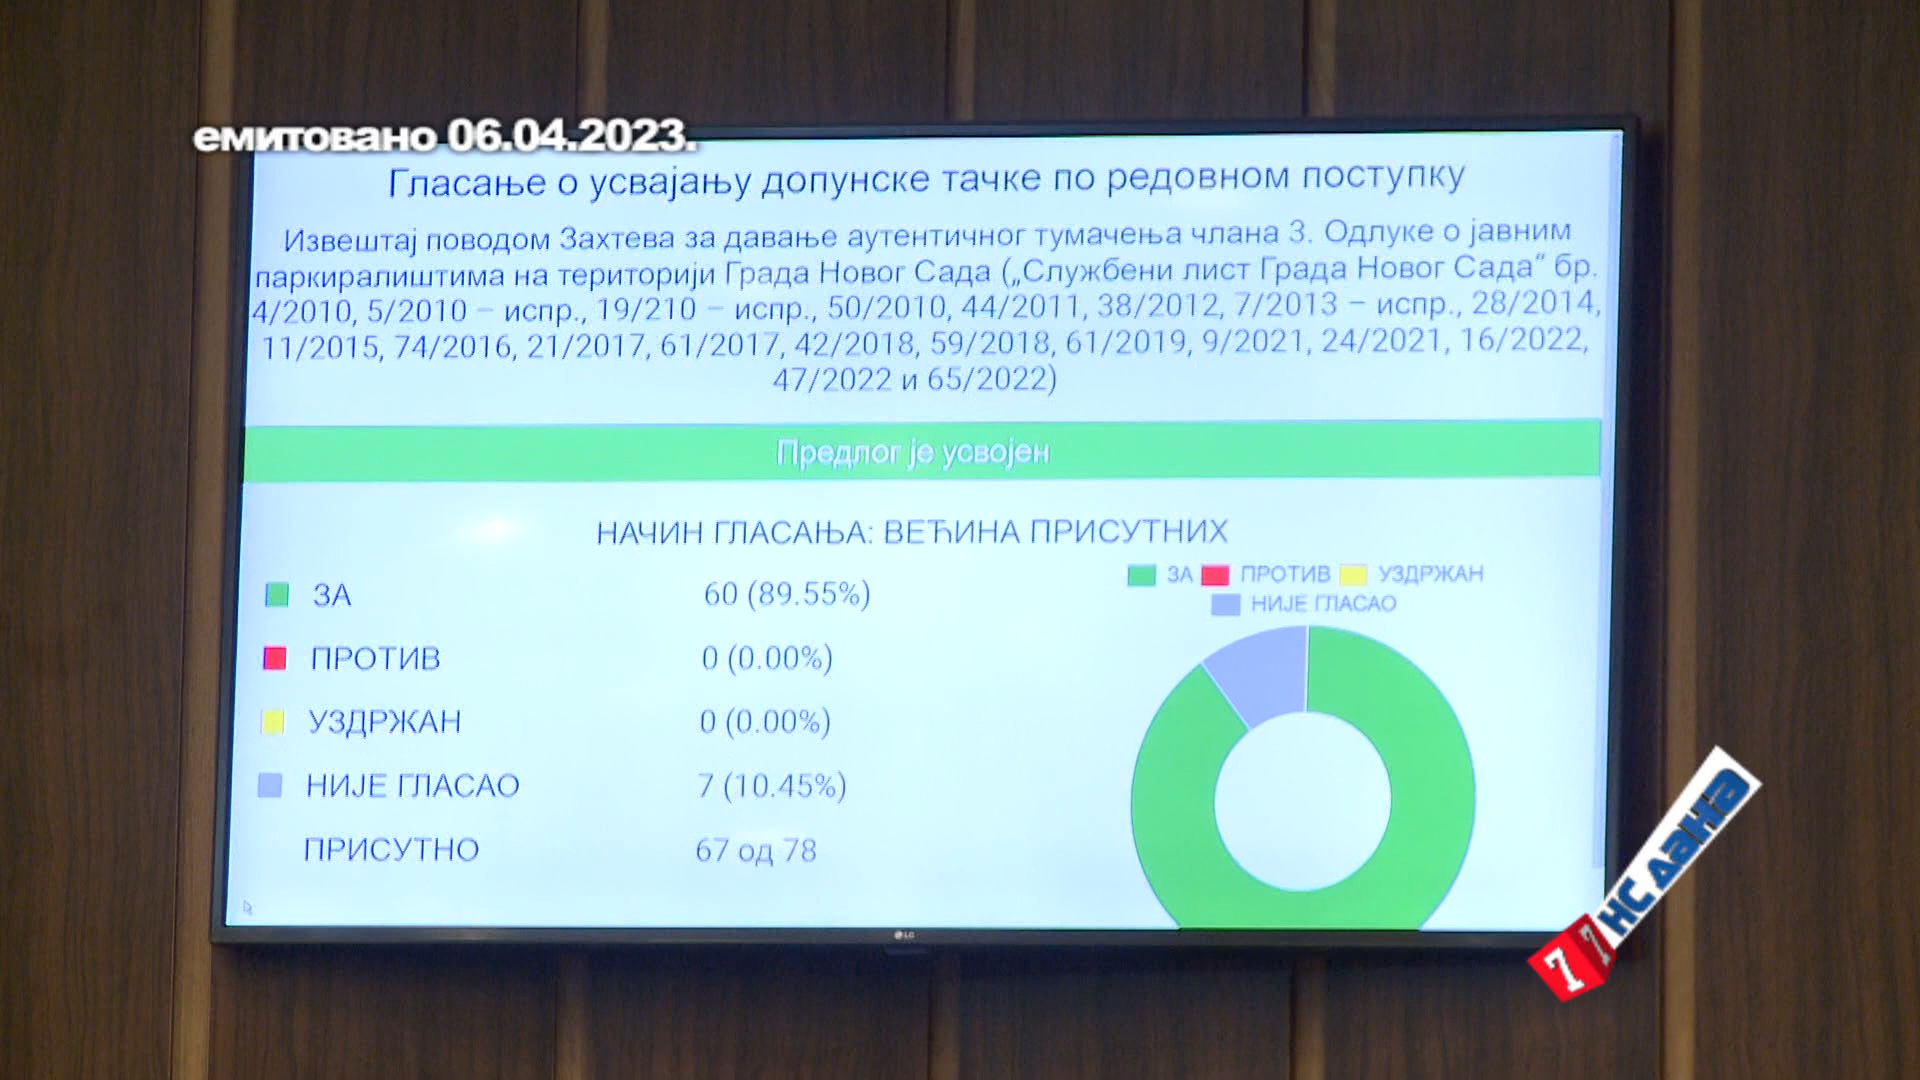 емитовано 06.04.2023.
Гласање о усвајању допунске тачке по редовном поступку
Извештај поводом Захтева за давање аутентичног тумачења члана 3. Одлуке о јавним
паркиралиштима на територији Града Новог Сада („Службени лист Града Новог Сада“ бр.
4/2010, 5/2010 – испр., 19/210 – испр., 50/2010, 44/2011, 38/2012, 7/2013 – испр., 28/2014,
11/2015, 74/2016, 21/2017, 61/2017, 42/2018, 59/2018, 61/2019, 9/2021, 24/2021, 16/2022,
47/2022 и 65/2022)
Предлог је усвојен
НАЧИН ГЛАСАЊА: ВЕЋИНА ПРИСУТНИХ
ЗА 60 (89.55%)
ПРОТИВ 0 (0.00%)
УЗДРЖАН 0 (0.00%)
НИЈЕ ГЛАСАО 7 (10.45%)
ПРИСУТНО 67 од 78
ЗА ПРОТИВ УЗДРЖАН
НИЈЕ ГЛАСАО
LG
7 7 НС дана